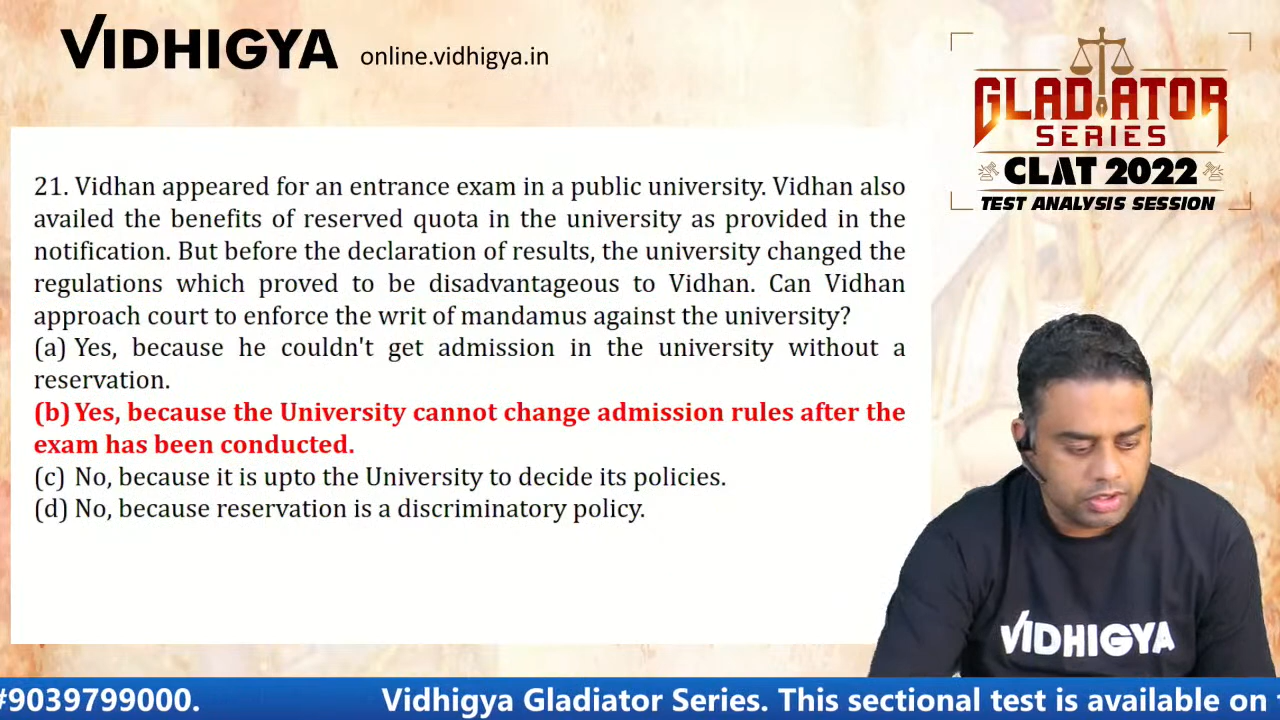 VIDHIGYA online.vidhigya.in
GLADIATOR
SERIES
CLAT 2022
TEST ANALYSIS SESSION
21. Vidhan appeared for an entrance exam in a public university. Vidhan also
availed the benefits of reserved quota in the university as provided in the
notification. But before the declaration of results, the university changed the
regulations which proved to be disadvantageous to Vidhan. Can Vidhan
approach court to enforce the writ of mandamus against the university?
(a) Yes, because he couldn't get admission in the university without a
reservation.
(b) Yes, because the University cannot change admission rules after the
exam has been conducted.
(c) No, because it is upto the University to decide its policies.
(d) No, because reservation is a discriminatory policy.
VIDHIGYA
#9039799000. Vidhigya Gladiator Series. This sectional test is available on